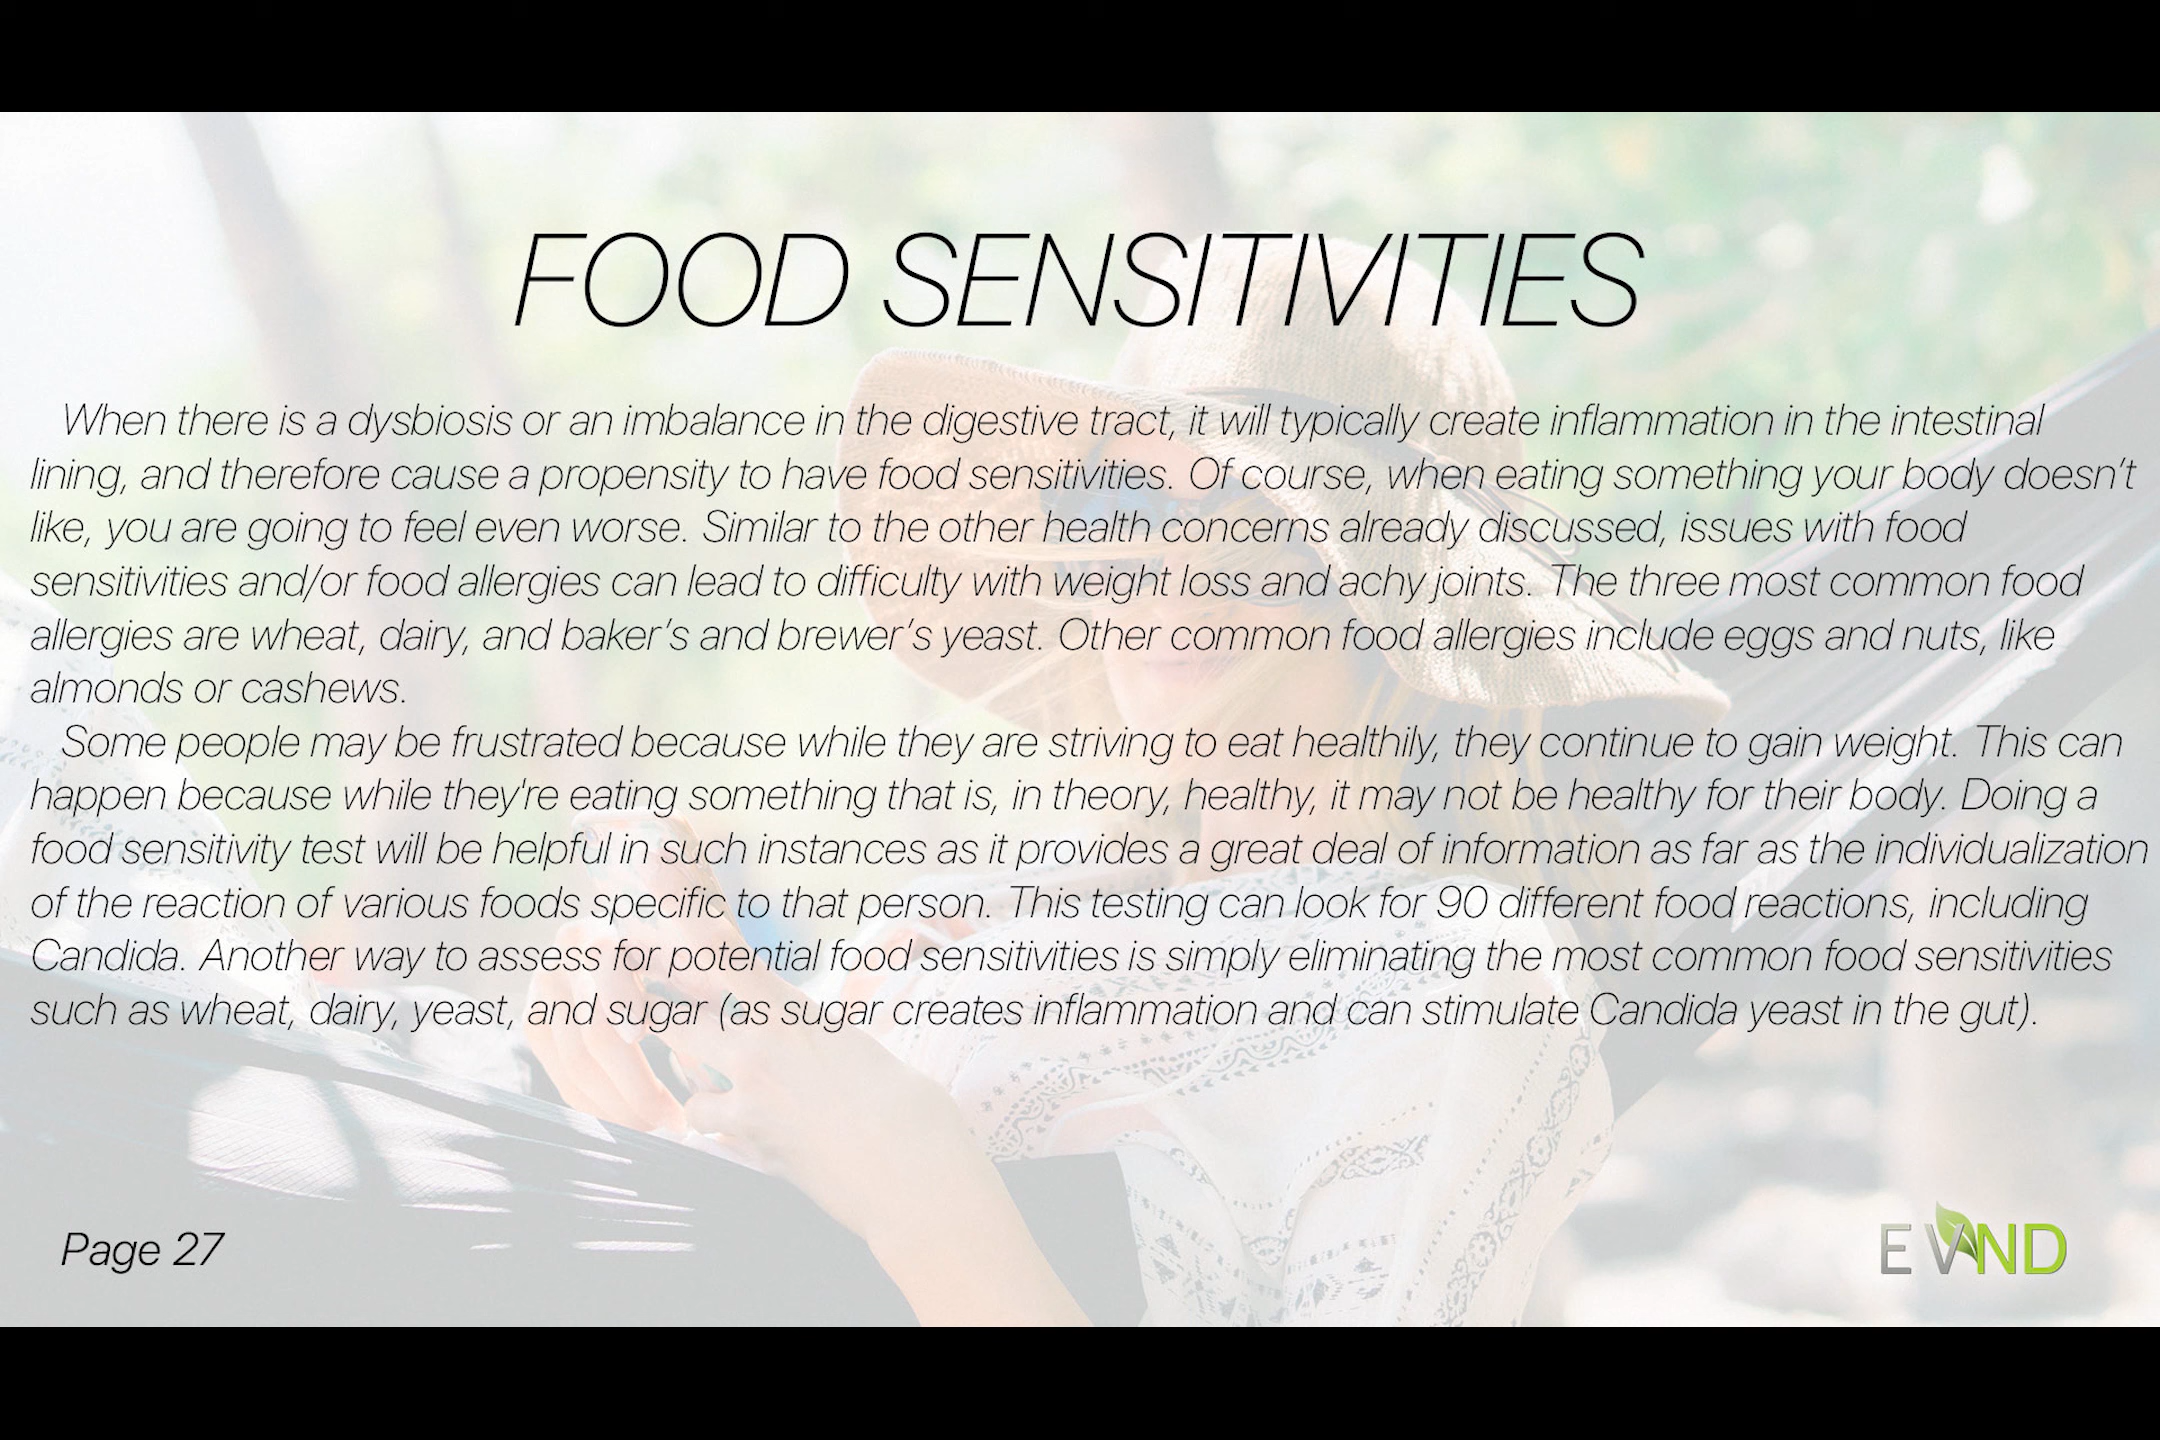 FOOD SENSITIVITIES
When there is a dysbiosis or an imbalance in the digestive tract, it will typically create inflammation in the intestinal
lining, and therefore cause a propensity to have food sensitivities. Of course, when eating something your body doesn’t
like, you are going to feel even worse. Similar to the other health concerns already discussed, issues with food
sensitivities and/or food allergies can lead to difficulty with weight loss and achy joints. The three most common food
allergies are wheat, dairy, and baker’s and brewer’s yeast. Other common food allergies include eggs and nuts, like
almonds or cashews.
Some people may be frustrated because while they are striving to eat healthily, they continue to gain weight. This can
happen because while they're eating something that is, in theory, healthy, it may not be healthy for their body. Doing a
food sensitivity test will be helpful in such instances as it provides a great deal of information as far as the individualization
of the reaction of various foods specific to that person. This testing can look for 90 different food reactions, including
Candida. Another way to assess for potential food sensitivities is simply eliminating the most common food sensitivities
such as wheat, dairy, yeast, and sugar (as sugar creates inflammation and can stimulate Candida yeast in the gut).
Page 27
EVND